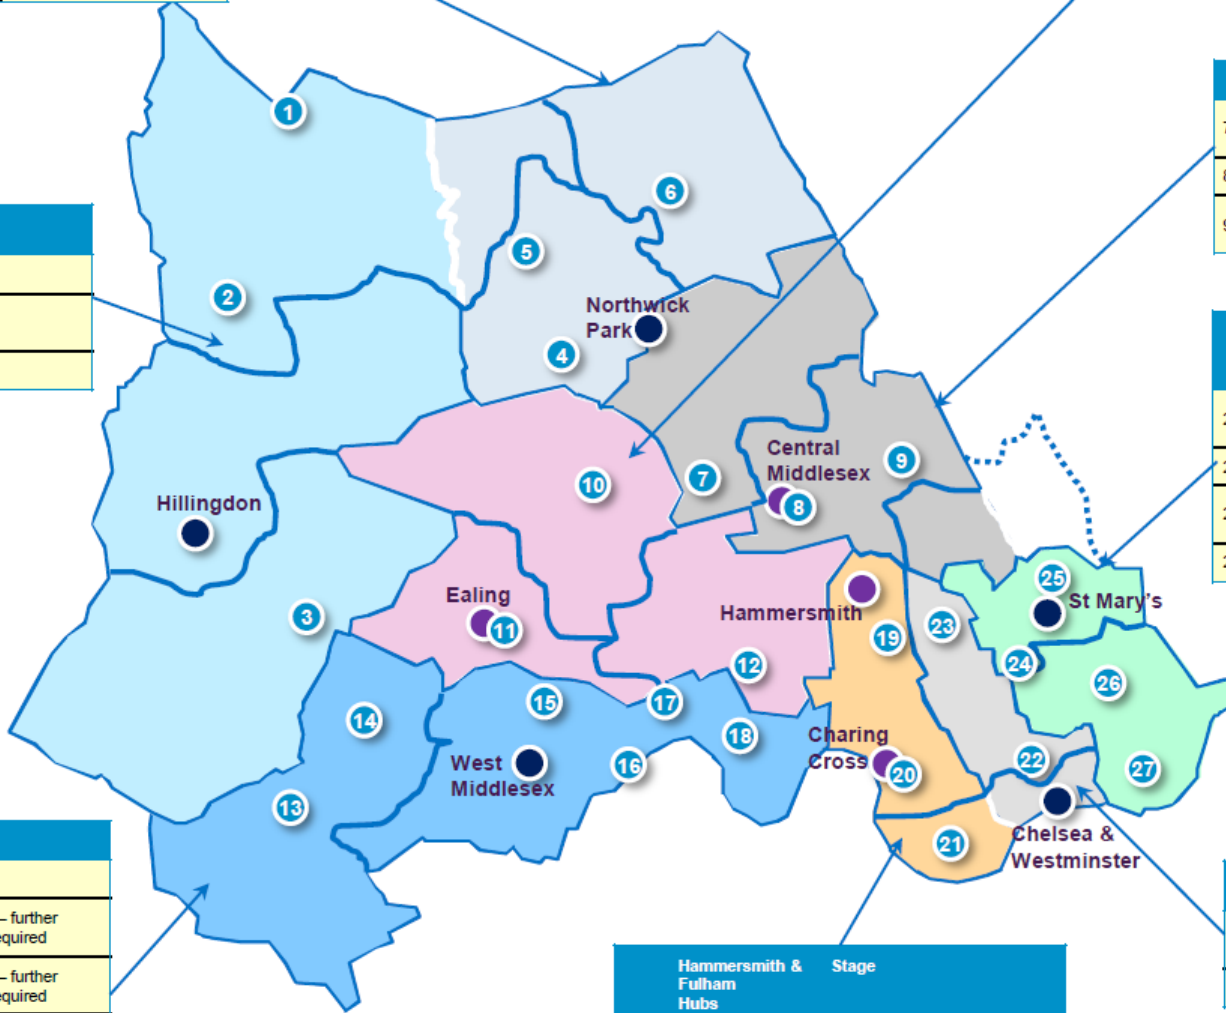 1
6
5
2
Northwick
Park
4
Central
Middlesex
9
7
10
8
Hillingdon
25
St Mary's
Ealing
Hammersmith
3
11
23
19
24
12
26
15
17
14
18
Charing
Cross
22
West
Middlesex
16
20
27
13
Chelsea &
Westminster
21
– further
equired
– further
equired
Hammersmith & Stage
Fulham
Hubs